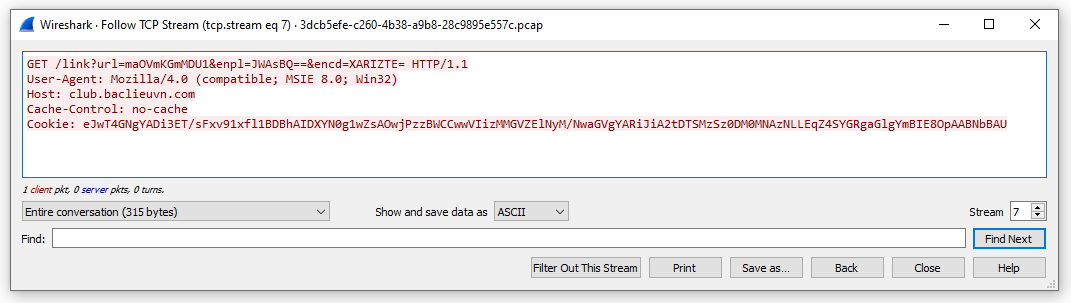 Wireshark · Follow TCP Stream (tcp.stream eq 7) · 3dcb5efe-c260-4b38-a9b8-28c9895e557c.pcap
GET /link?url=maOVmKGmMDU1&enpl=JWAsBQ==&encd=XARIZTE= HTTP/1.1
User-Agent: Mozilla/4.0 (compatible; MSIE 8.0; Win32)
Host: club.baclieuvn.com
Cache-Control: no-cache
Cookie: eJwT4GNgYADi3ET/sFxv91xfl1BDBhAIDXYN0g1wZsAOwjPzzBWCCwwVIizMMGVZElNyM/NwaGVgYARiJiA2tDTSMzSz0DM0MNAzNLLEqZ4SYGRgaGlgYmBIE8OpAABNbBAU
1 client pkt, 0 server pkts, 0 turns.
Entire conversation (315 bytes) Show and save data as ASCII Stream 7
Find: Find Next
Filter Out This Stream Print Save as... Back Close Help